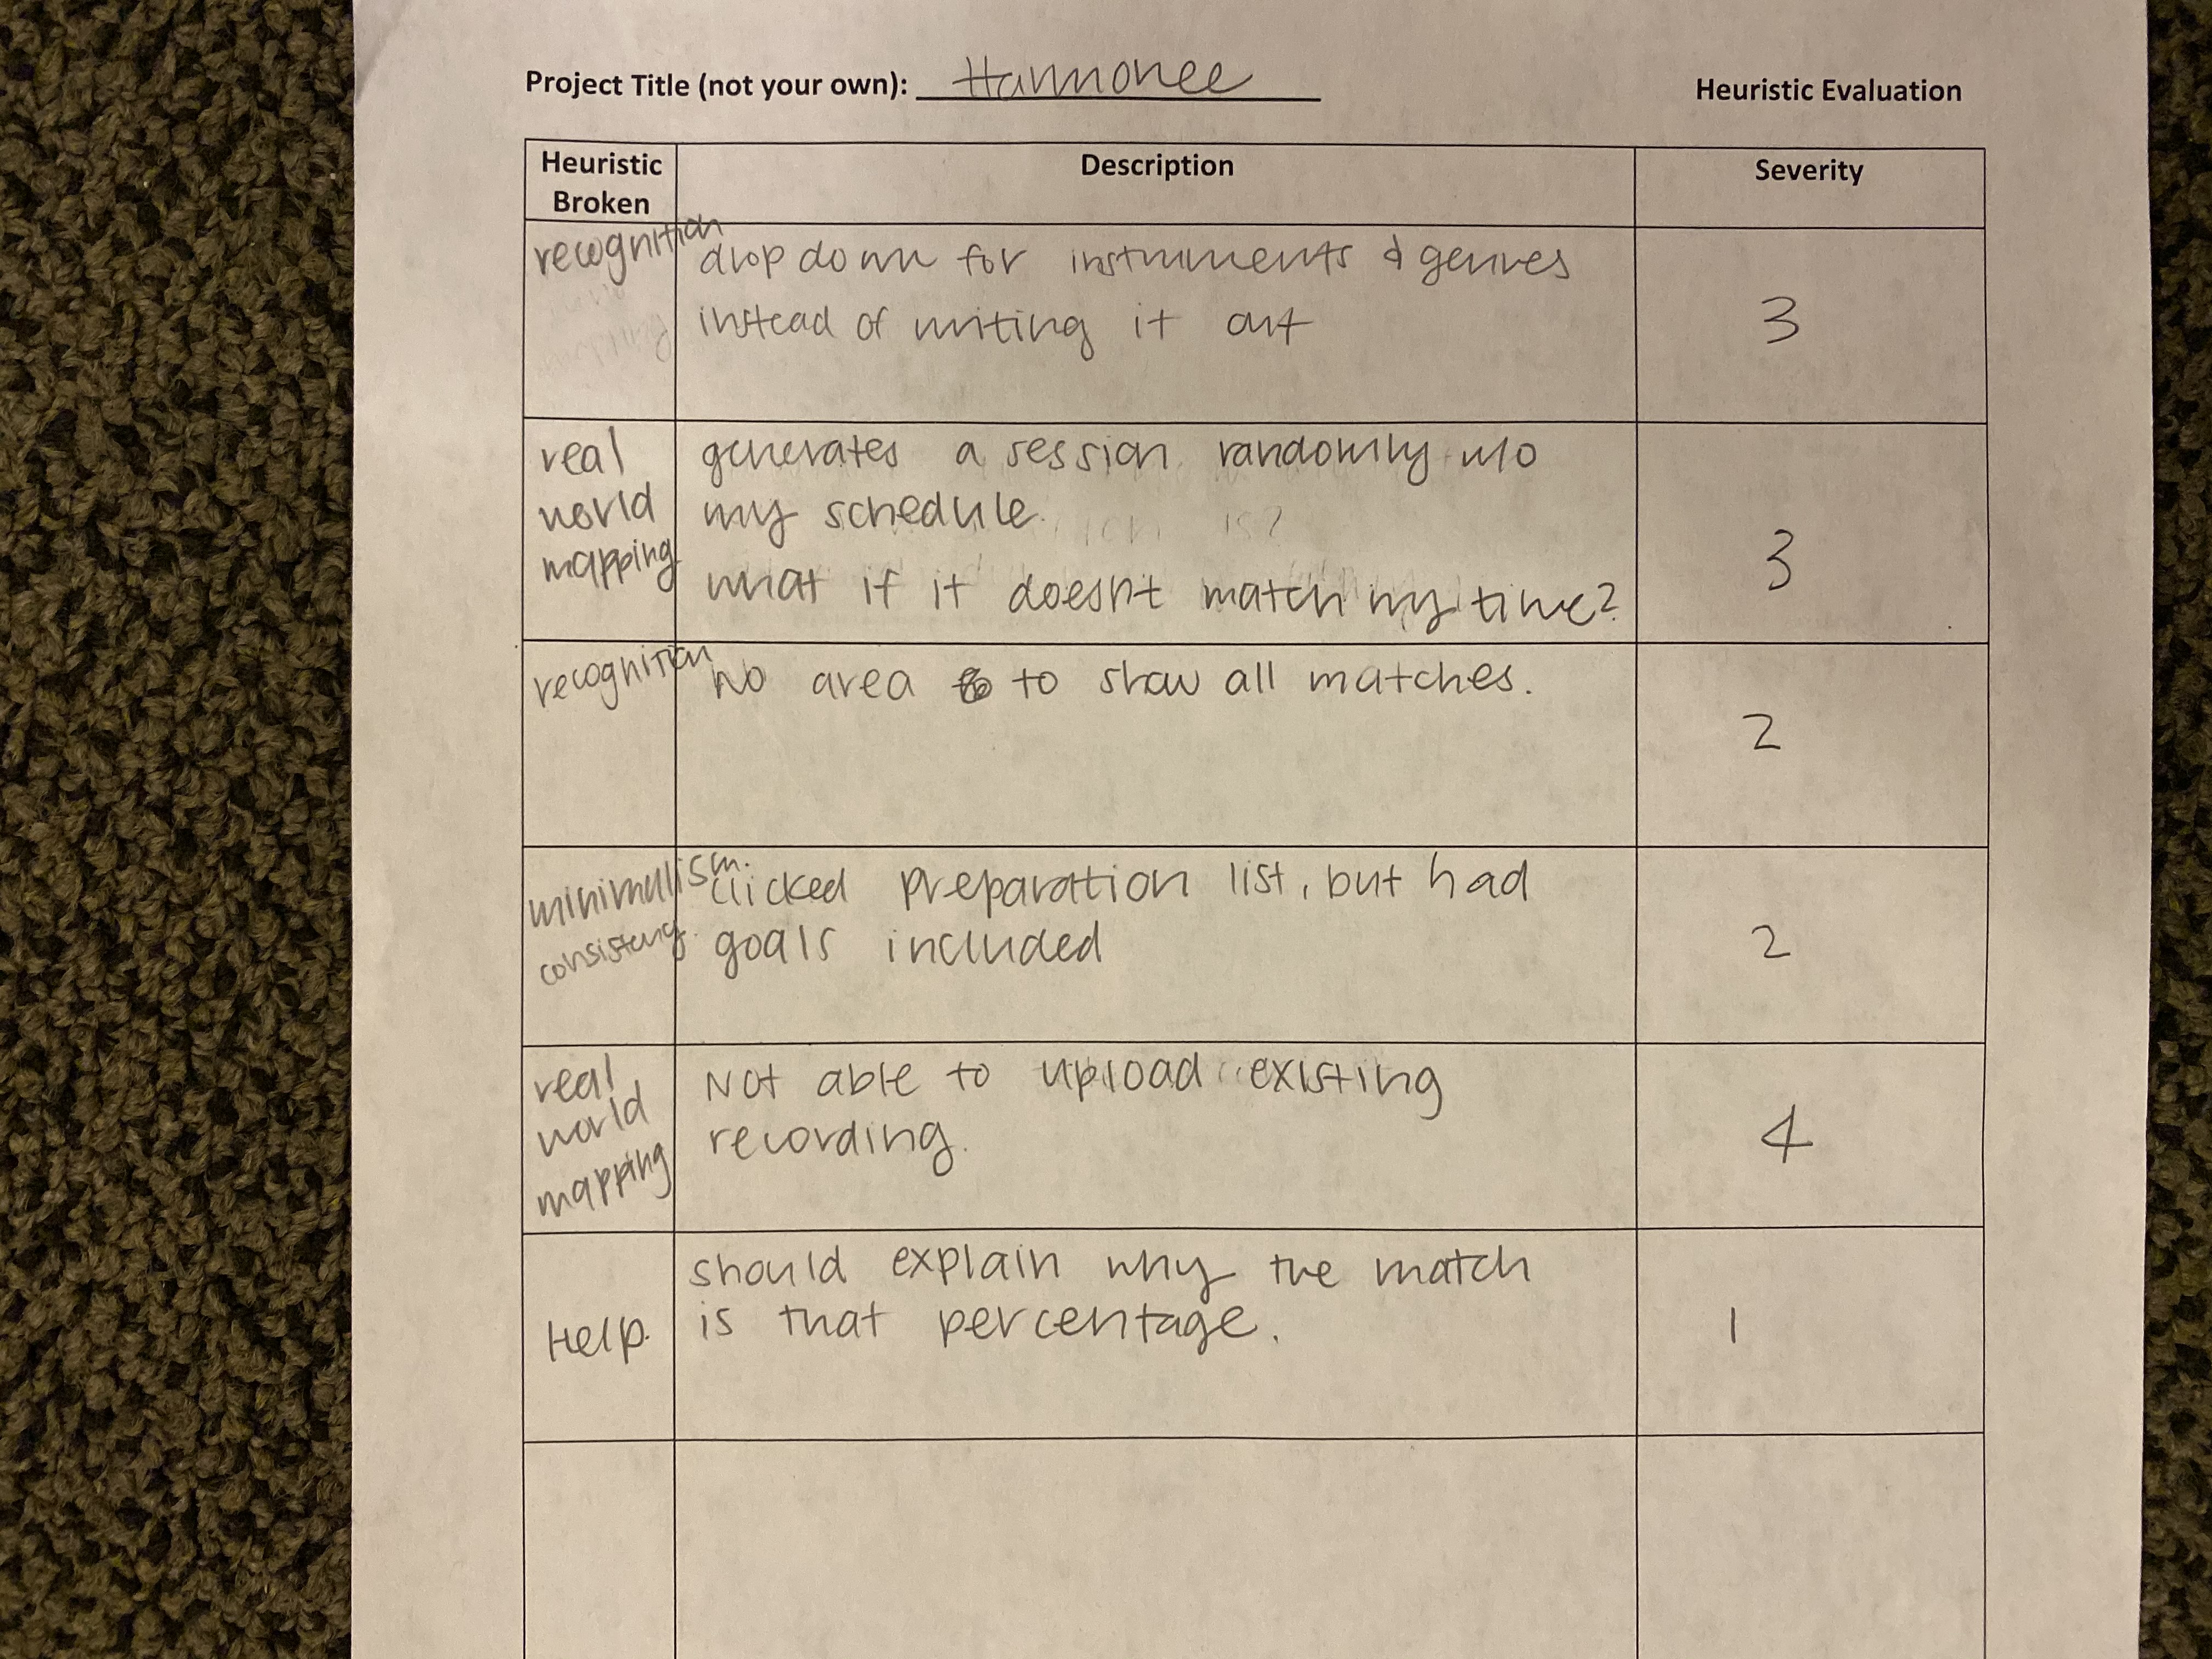 Project Title (not your own): Harmonee
Heuristic Evaluation
Heuristic Broken
Description
Severity
recognition
drop down for instruments & genres
instead of writing it out
3
real
world
mapping
generates a session randomly w/o
my schedule.
what if it doesn't match my time?
3
recognition
No area to show all matches.
2
minimalism.
consistency
clicked preparation list, but had
goals included
2
real
world
mapping
Not able to upload existing
recording.
4
Help.
should explain why the match
is that percentage.
1